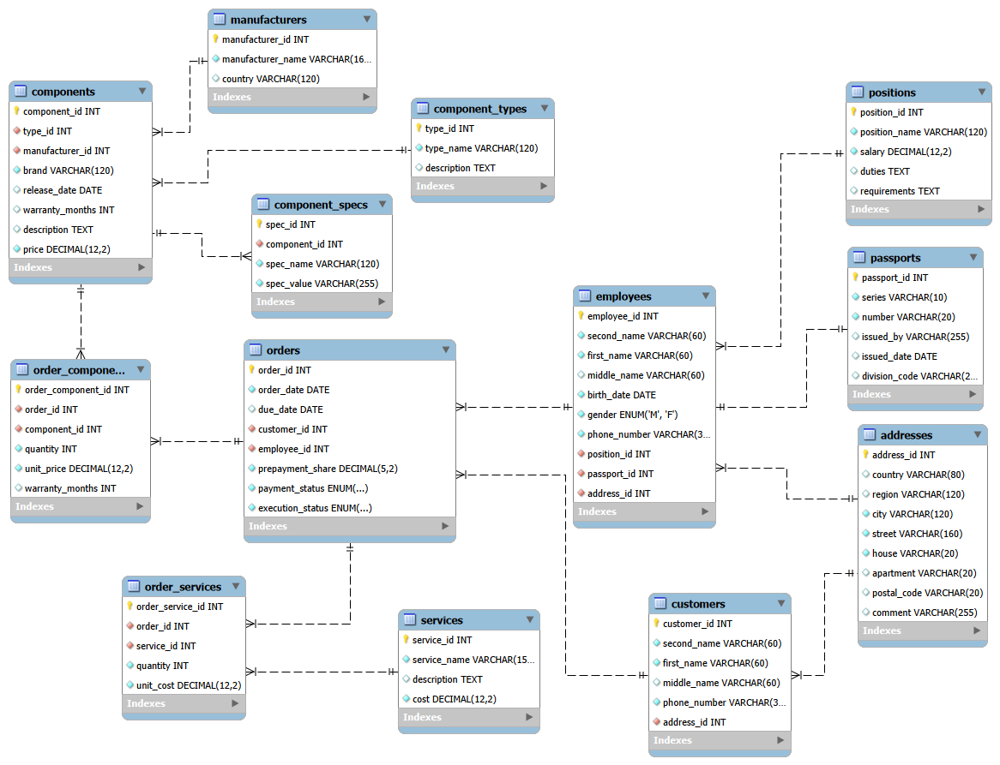 manufacturers
manufacturer_id INT
manufacturer_name VARCHAR(16...
country VARCHAR(120)
Indexes
components
component_id INT
type_id INT
manufacturer_id INT
brand VARCHAR(120)
release_date DATE
warranty_months INT
description TEXT
price DECIMAL(12,2)
Indexes
component_types
type_id INT
type_name VARCHAR(120)
description TEXT
Indexes
positions
position_id INT
position_name VARCHAR(120)
salary DECIMAL(12,2)
duties TEXT
requirements TEXT
Indexes
component_specs
spec_id INT
component_id INT
spec_name VARCHAR(120)
spec_value VARCHAR(255)
Indexes
passports
passport_id INT
series VARCHAR(10)
number VARCHAR(20)
issued_by VARCHAR(255)
issued_date DATE
division_code VARCHAR(2...
Indexes
employees
employee_id INT
second_name VARCHAR(60)
first_name VARCHAR(60)
middle_name VARCHAR(60)
birth_date DATE
gender ENUM('M', 'F')
phone_number VARCHAR(3...
position_id INT
passport_id INT
address_id INT
Indexes
orders
order_id INT
order_date DATE
due_date DATE
customer_id INT
employee_id INT
prepayment_share DECIMAL(5,2)
payment_status ENUM(...)
execution_status ENUM(...)
Indexes
order_compone...
order_component_id INT
order_id INT
component_id INT
quantity INT
unit_price DECIMAL(12,2)
warranty_months INT
Indexes
addresses
address_id INT
country VARCHAR(80)
region VARCHAR(120)
city VARCHAR(120)
street VARCHAR(160)
house VARCHAR(20)
apartment VARCHAR(20)
postal_code VARCHAR(20)
comment VARCHAR(255)
Indexes
order_services
order_service_id INT
order_id INT
service_id INT
quantity INT
unit_cost DECIMAL(12,2)
Indexes
services
service_id INT
service_name VARCHAR(15...
description TEXT
cost DECIMAL(12,2)
Indexes
customers
customer_id INT
second_name VARCHAR(60)
first_name VARCHAR(60)
middle_name VARCHAR(60)
phone_number VARCHAR(3...
address_id INT
Indexes